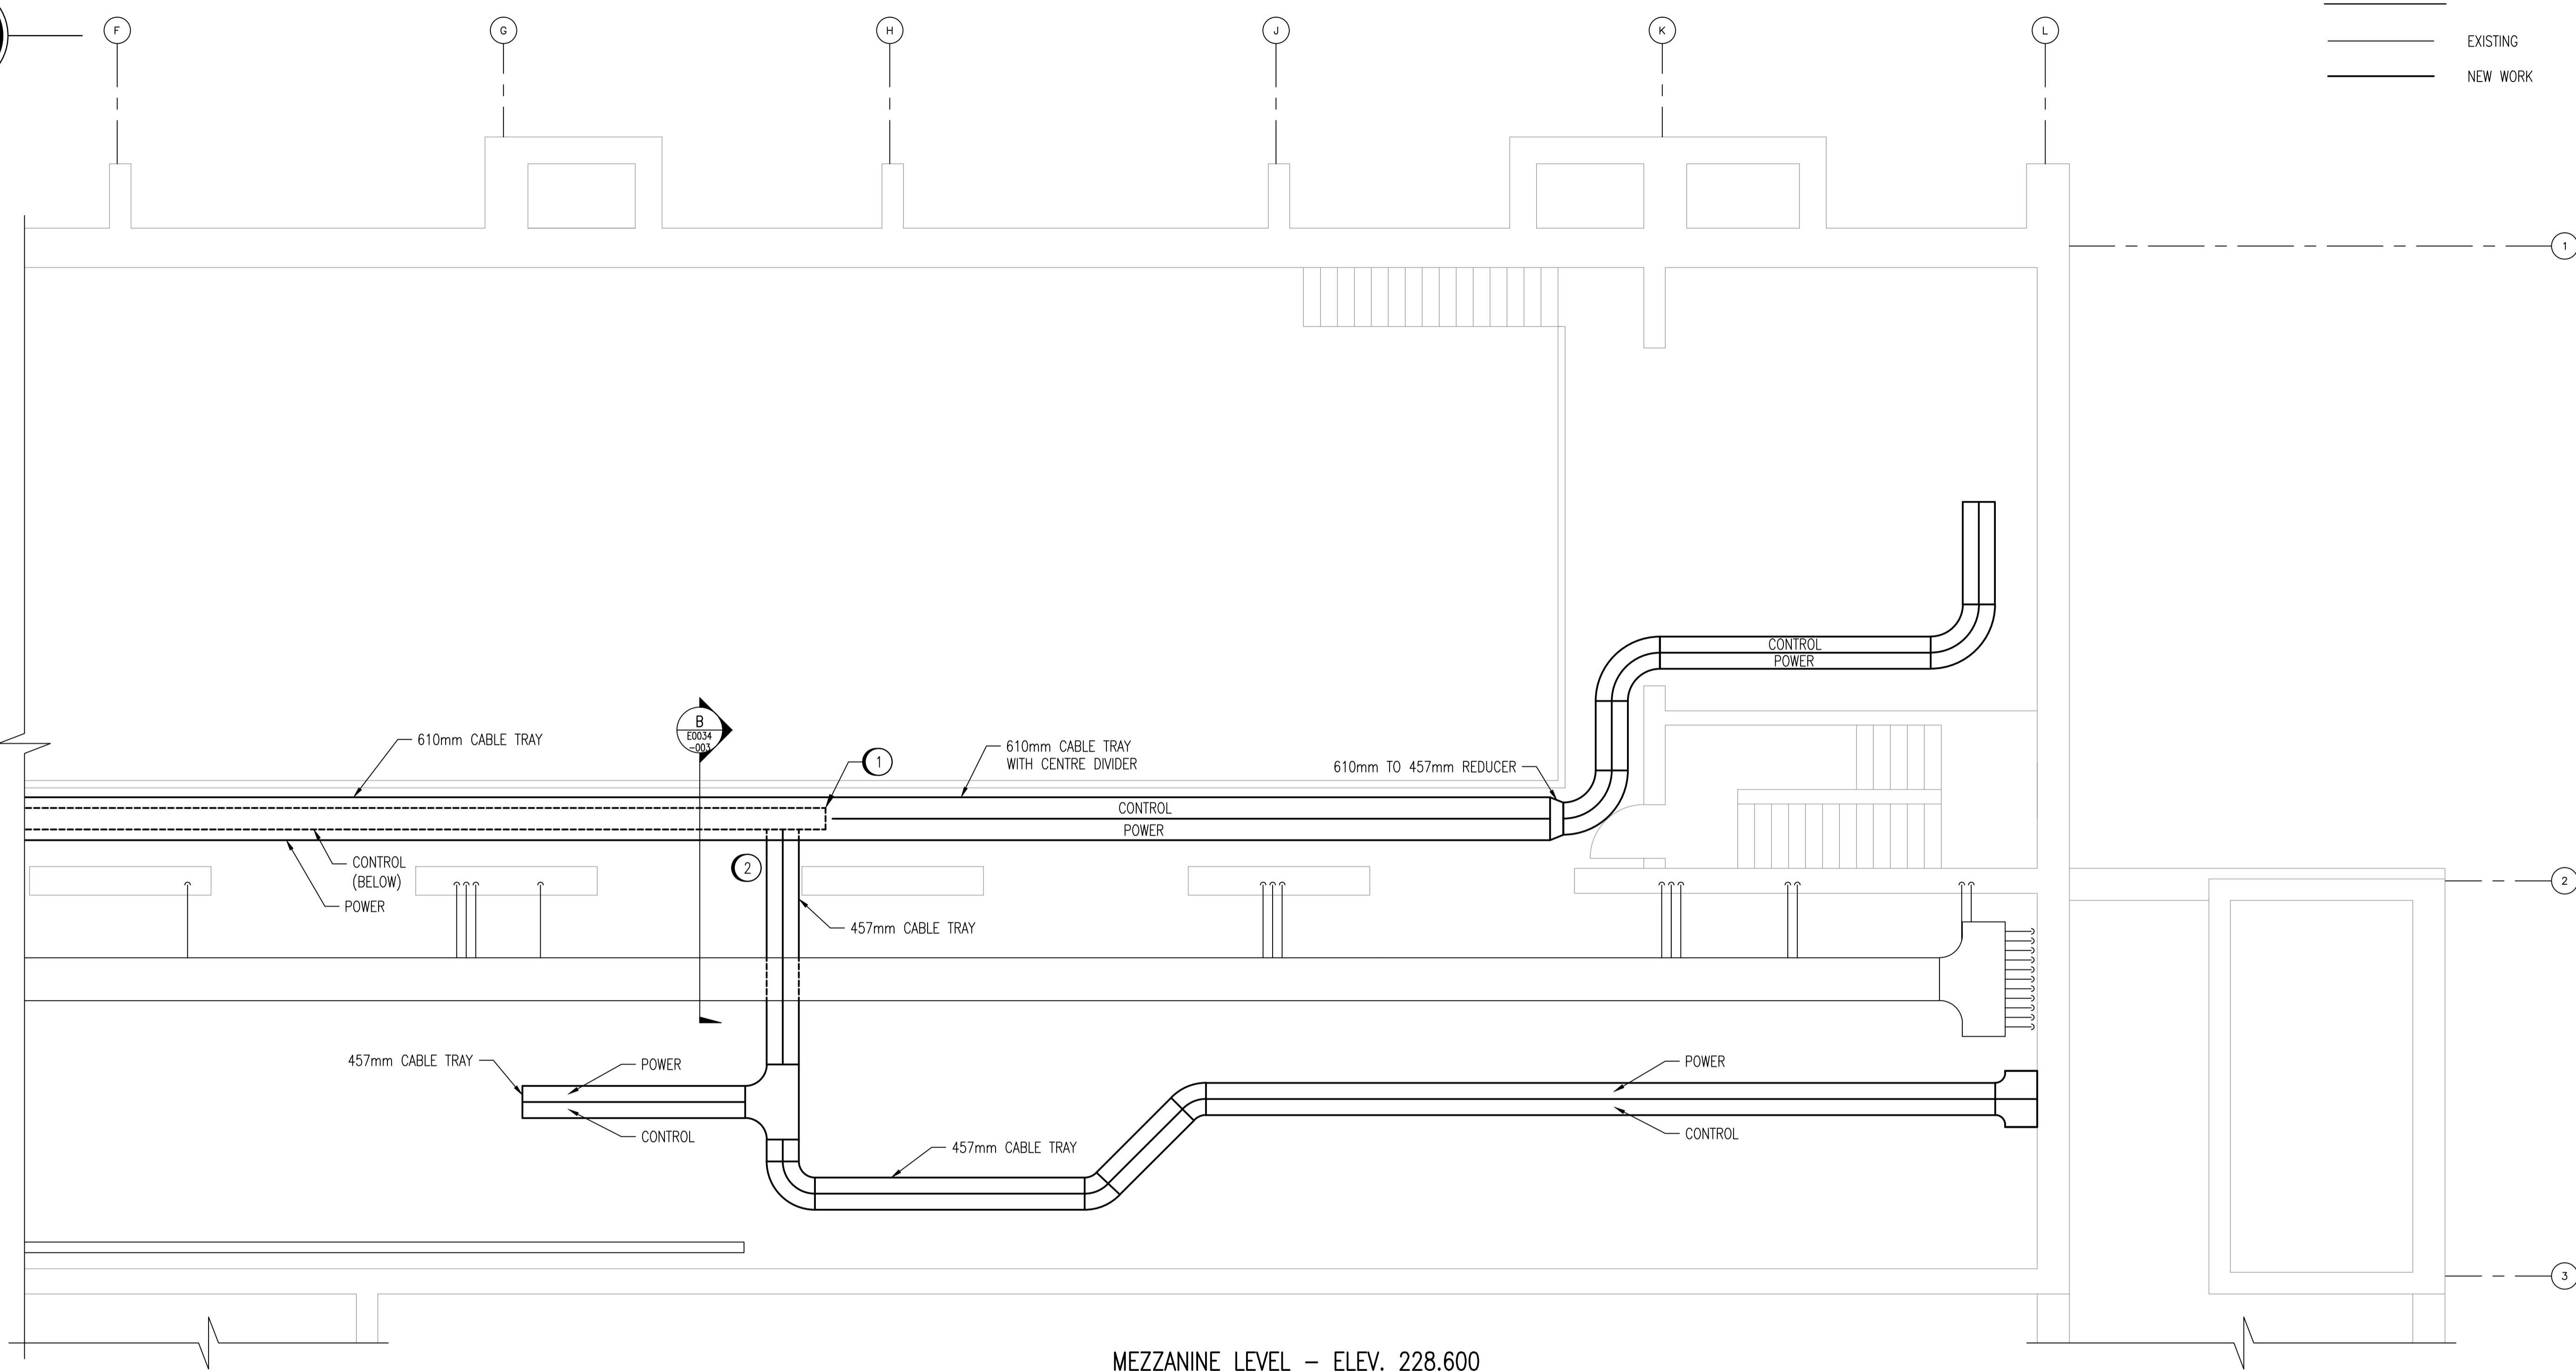 F
G
H
J
K
L
EXISTING
NEW WORK
1
CONTROL
POWER
B
E0034
-003
610mm CABLE TRAY
1
610mm CABLE TRAY
WITH CENTRE DIVIDER
610mm TO 457mm REDUCER
CONTROL
POWER
CONTROL
(BELOW)
POWER
2
2
457mm CABLE TRAY
457mm CABLE TRAY
POWER
CONTROL
457mm CABLE TRAY
POWER
CONTROL
3
MEZZANINE LEVEL – ELEV. 228.600